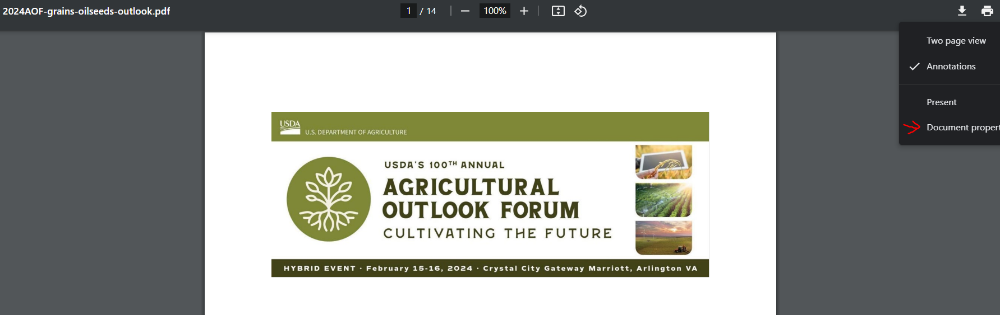 2024AOF-grains-oilseeds-outlook.pdf
1 / 14
100%
Two page view
Annotations
Present
Document propert
USDA
U.S. DEPARTMENT OF AGRICULTURE
USDA'S 100TH ANNUAL
AGRICULTURAL
OUTLOOK FORUM
CULTIVATING THE FUTURE
HYBRID EVENT · February 15-16, 2024 · Crystal City Gateway Marriott, Arlington VA